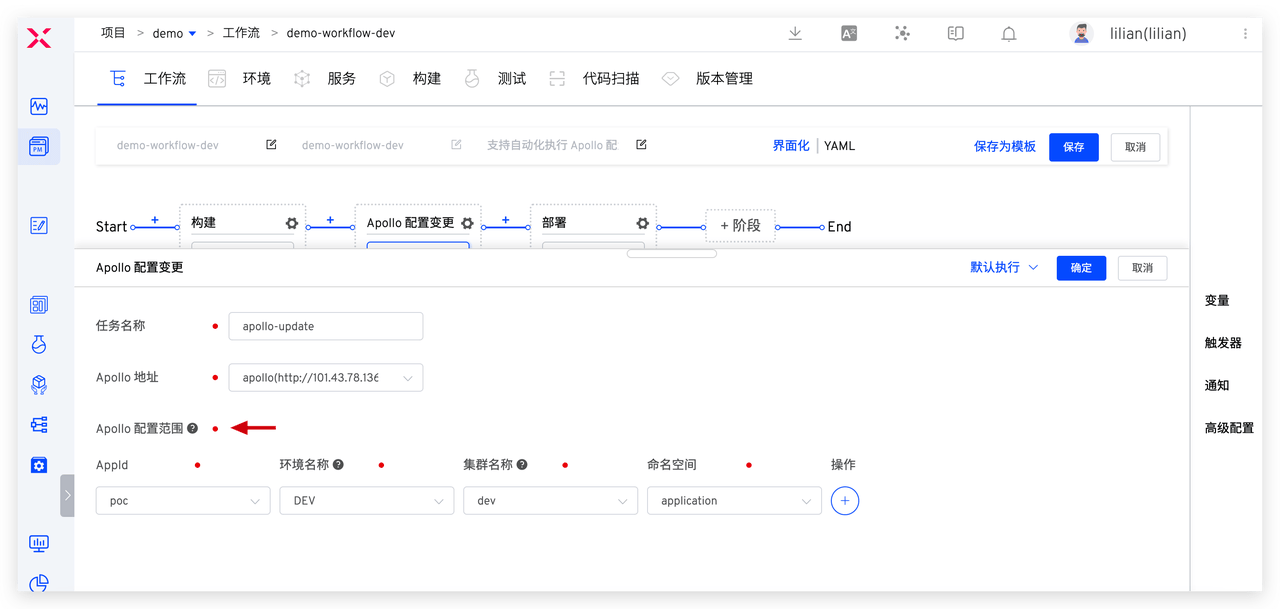 项目 > demo > 工作流 > demo-workflow-dev
lilian(lilian)
工作流 环境 服务 构建 测试 代码扫描 版本管理
demo-workflow-dev demo-workflow-dev 支持自动化执行 Apollo 配 界面化 | YAML 保存为模板 保存 取消
Start + 构建 + Apollo 配置变更 + 部署 + 阶段 End
Apollo 配置变更 默认执行 确定 取消
任务名称 apollo-update
Apollo 地址 apollo(http://101.43.78.136
Apollo 配置范围
AppId 环境名称 集群名称 命名空间 操作
poc DEV dev application
变量
触发器
通知
高级配置